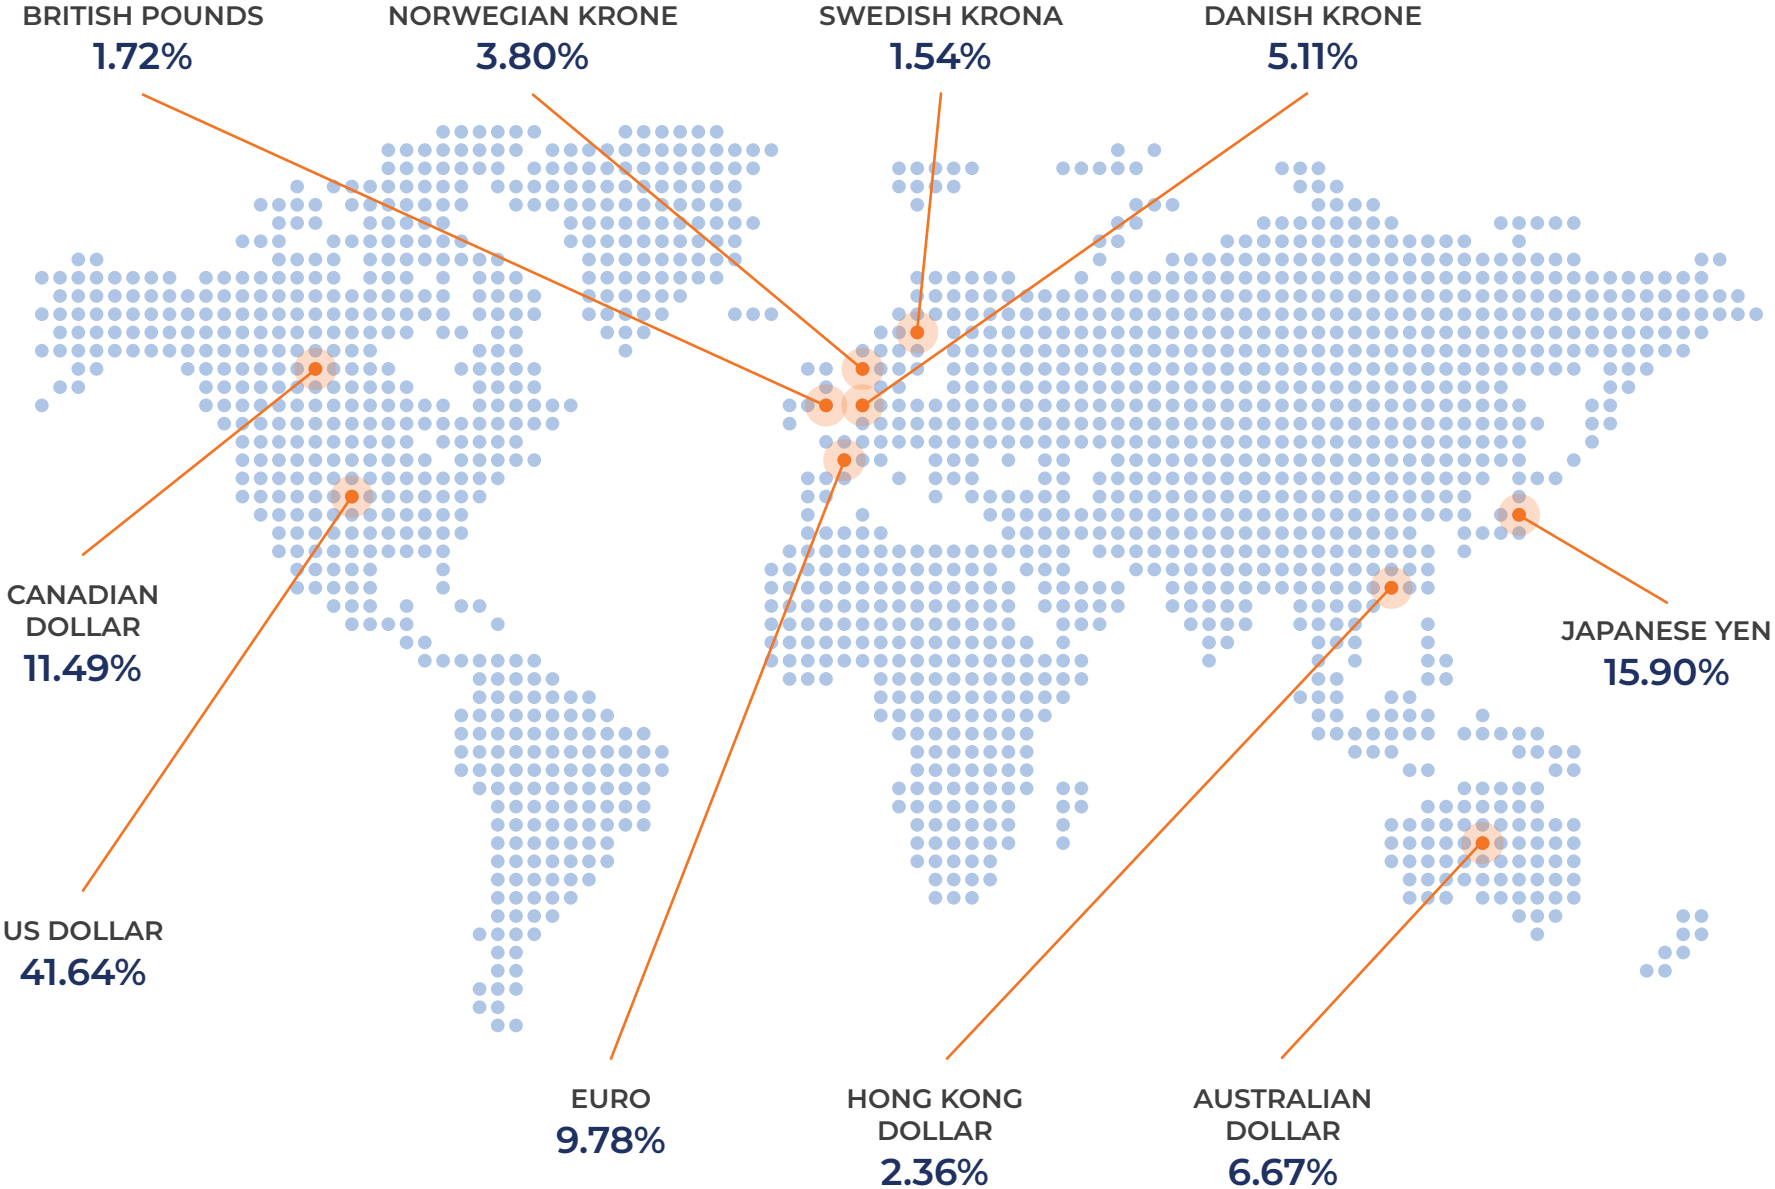 BRITISH POUNDS
1.72%
NORWEGIAN KRONE
3.80%
SWEDISH KRONA
1.54%
DANISH KRONE
5.11%
CANADIAN
DOLLAR
11.49%
JAPANESE YEN
15.90%
US DOLLAR
41.64%
EURO
9.78%
HONG KONG
DOLLAR
2.36%
AUSTRALIAN
DOLLAR
6.67%